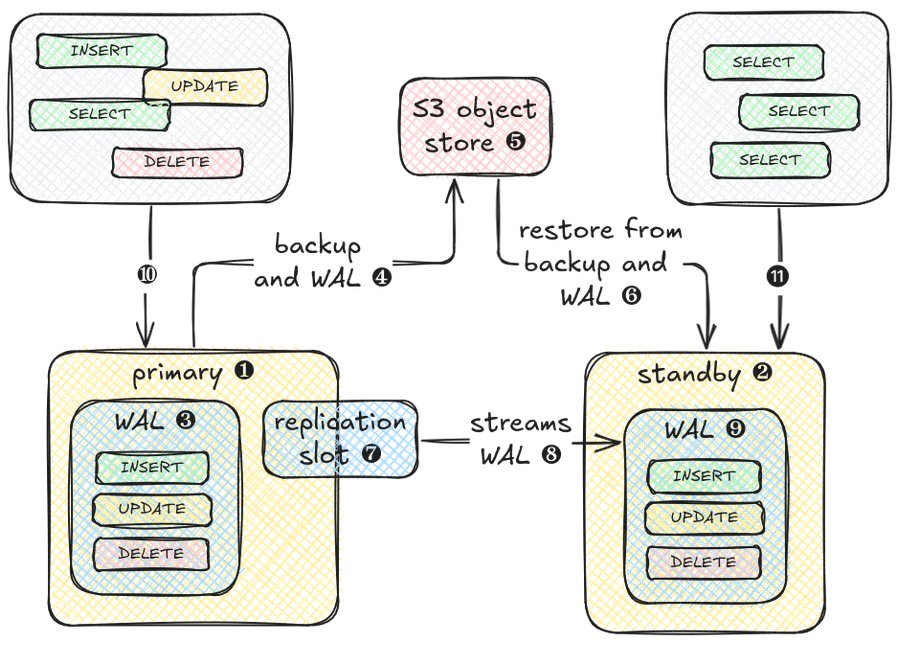 INSERT
UPDATE
SELECT
DELETE
S3 object
store ❺
SELECT
SELECT
SELECT
❿
backup
and WAL ❹
restore from
backup and
WAL ❻
⓫
primary ❶
WAL ❸
INSERT
UPDATE
DELETE
replication
slot ❼
streams
WAL ❽
standby ❷
WAL ❾
INSERT
UPDATE
DELETE